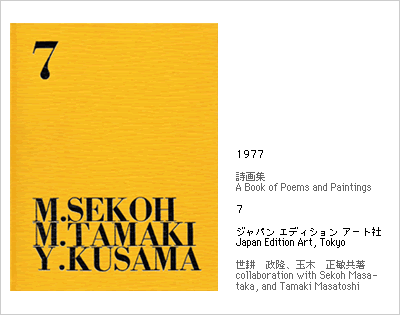 7
M.SEKOH
M.TAMAKI
Y.KUSAMA
1977
詩画集
A Book of Poems and Paintings
7
ジャパン エディション アート社
Japan Edition Art, Tokyo
世耕　政隆、玉木　正敏共著
collaboration with Sekoh Masa-
taka, and Tamaki Masatoshi